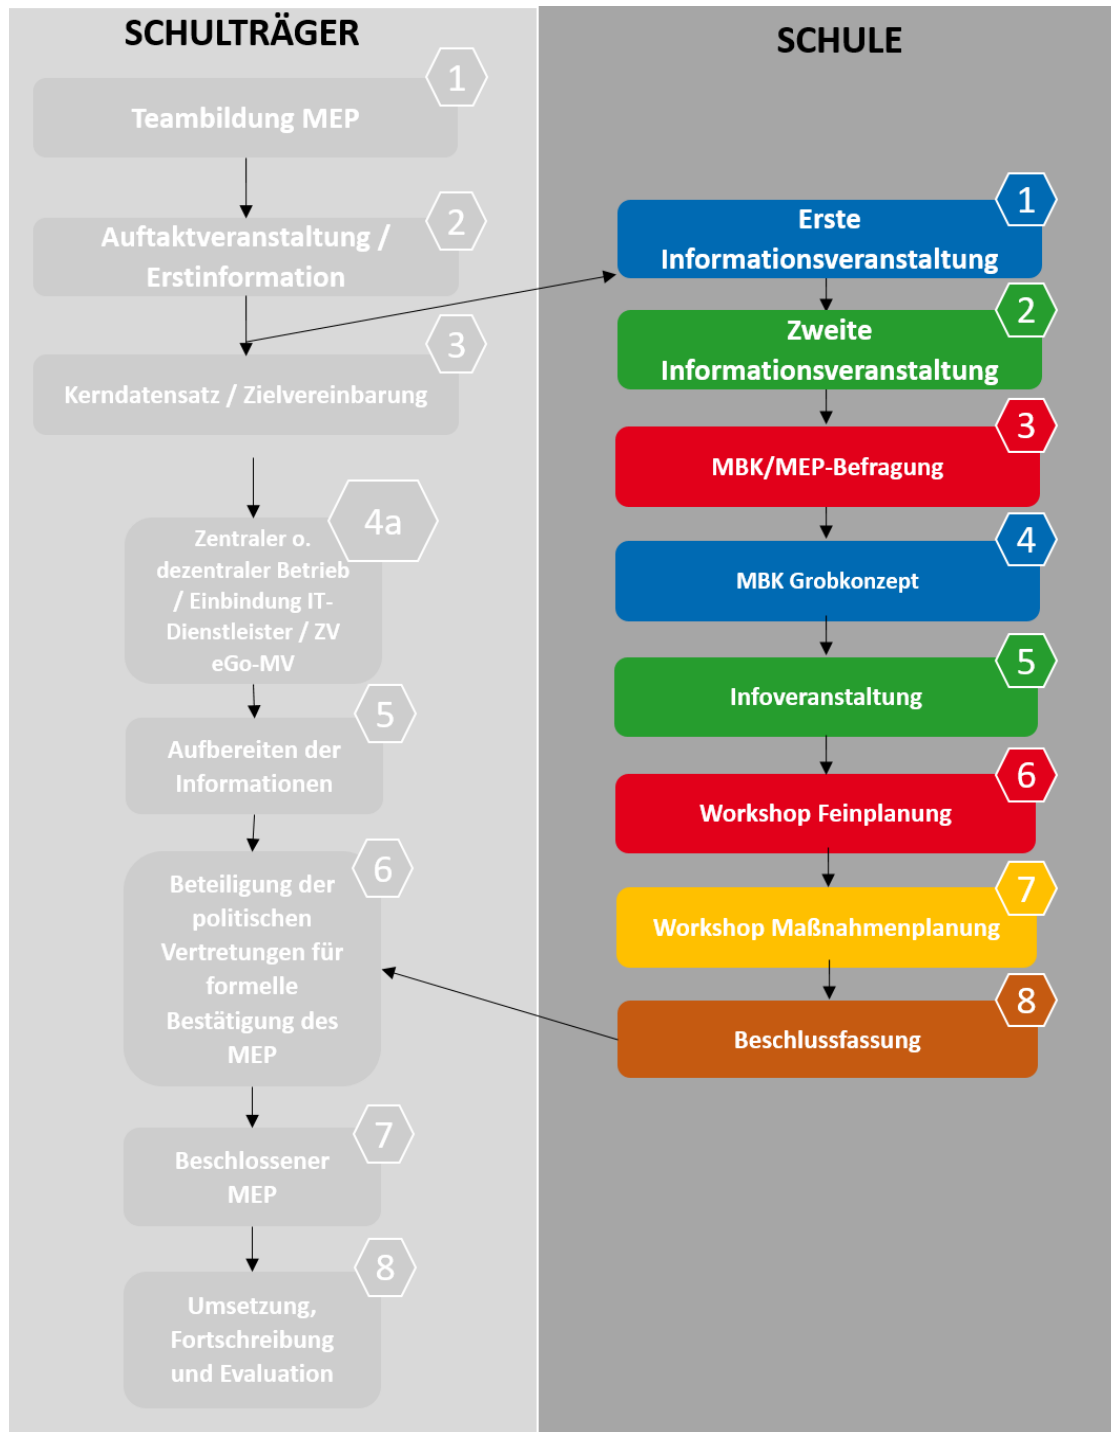 SCHULTRÄGER
1
Teambildung MEP
2
Auftaktveranstaltung /
Erstinformation
3
Kerndatensatz / Zielvereinbarung
4a
Zentraler o.
dezentraler Betrieb
/ Einbindung IT-
Dienstleister / ZV
eGo-MV
5
Aufbereiten der
Informationen
6
Beteiligung der
politischen
Vertretungen für
formelle
Bestätigung des
MEP
7
Beschlossener
MEP
8
Umsetzung,
Fortschreibung
und Evaluation
SCHULE
1
Erste
Informationsveranstaltung
2
Zweite
Informationsveranstaltung
3
MBK/MEP-Befragung
4
MBK Grobkonzept
5
Infoveranstaltung
6
Workshop Feinplanung
7
Workshop Maßnahmenplanung
8
Beschlussfassung